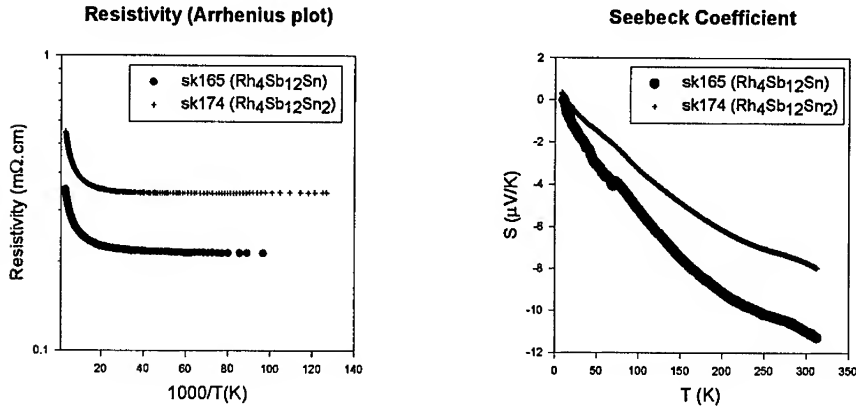 Resistivity (Arrhenius plot)
1
sk165 (Rh4Sb12Sn)
sk174 (Rh4Sb12Sn2)
Resistivity (mΩ.cm)
0.1
20 40 60 80 100 120 140
1000/T(K)
Seebeck Coefficient
2
sk165 (Rh4Sb12Sn)
sk174 (Rh4Sb12Sn2)
0
-2
-4
S (μV/K)
-6
-8
-10
-12
0 50 100 150 200 250 300 350
T (K)